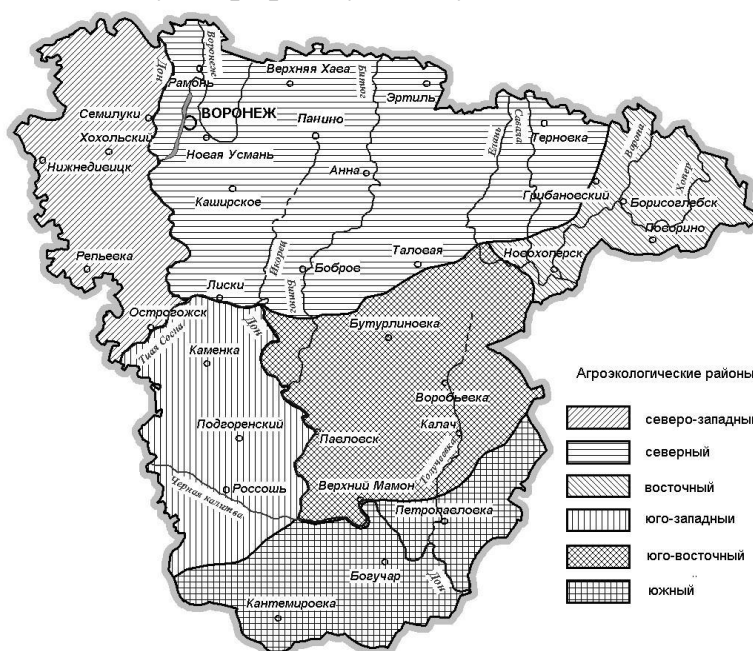 Дон
Воронеж
Рамонь
Верхняя Хава
Битюг
Эртиль
Семилуки
ВОРОНЕЖ
Панино
Савала
Елань
Терновка
Ворона
Хохольский
Нижнедивицк
Новая Усмань
Анна
Хопер
Каширское
Грибановский
Борисоглебск
Поворино
Репьевка
Икорец
Битюг
Бобров
Таловая
Новохоперск
Лиски
Острогожск
Тихая Сосна
Дон
Бутурлиновка
Каменка
Воробьевка
Подгоренский
Павловск
Калач
Толучеевка
Черная калитва
Россошь
Верхний Мамон
Петропавловка
Богучар
Дон
Кантемировка
Агроэкологические районы
северо-западный
северный
восточный
юго-западный
юго-восточный
южный